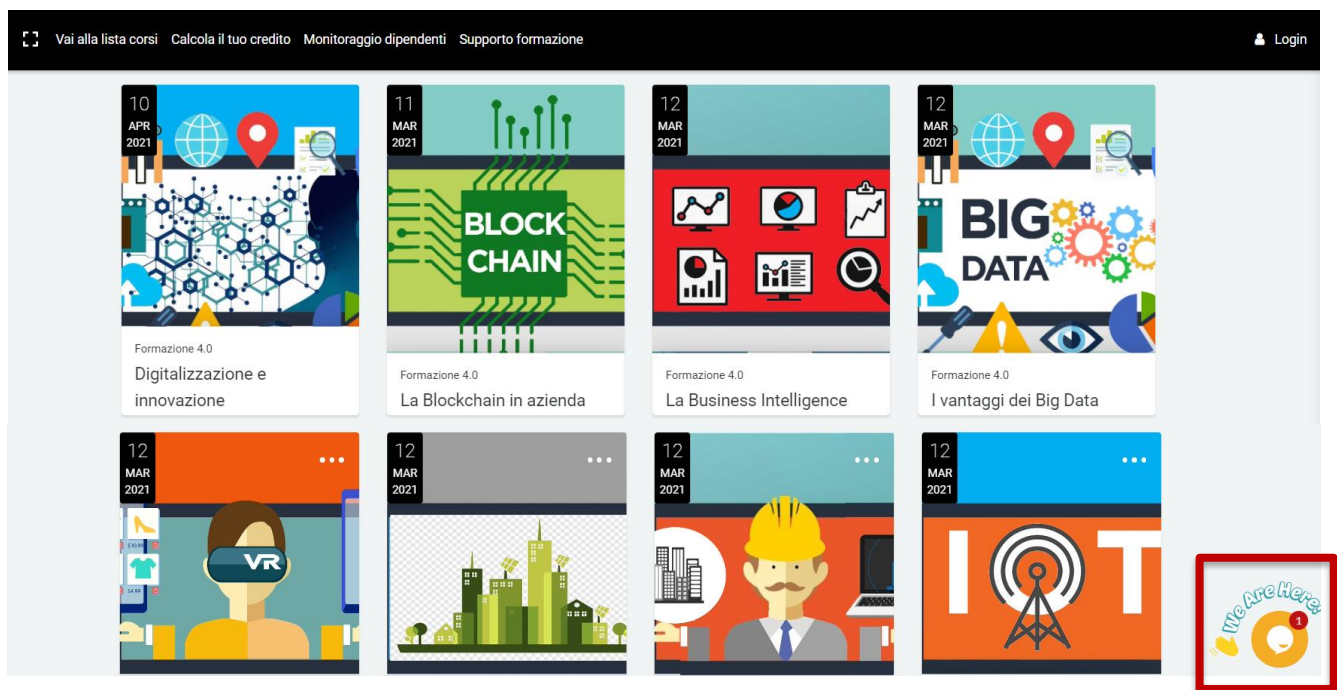 Vai alla lista corsi Calcola il tuo credito Monitoraggio dipendenti Supporto formazione Login
10
APR
2021
11
MAR
2021
BLOCK
CHAIN
12
MAR
2021
12
MAR
2021
BIG
DATA
Formazione 4.0
Digitalizzazione e
innovazione
Formazione 4.0
La Blockchain in azienda
Formazione 4.0
La Business Intelligence
Formazione 4.0
I vantaggi dei Big Data
12
MAR
2021
VR
12
MAR
2021
12
MAR
2021
12
MAR
2021
IOT
We Are Here!
1